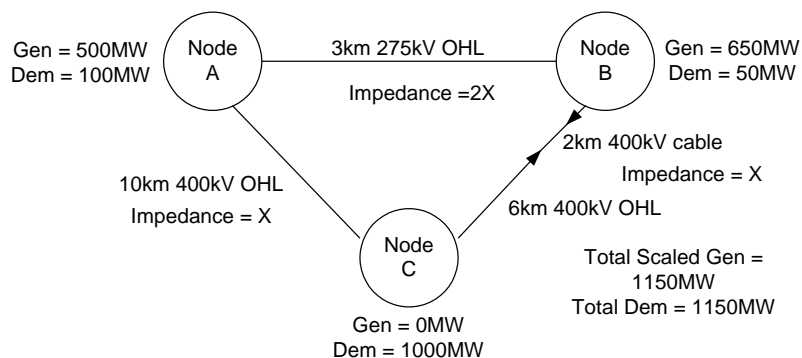 Gen = 500MW
Dem = 100MW
Node
A
3km 275kV OHL
Impedance =2X
Node
B
Gen = 650MW
Dem = 50MW
2km 400kV cable
Impedance = X
10km 400kV OHL
Impedance = X
6km 400kV OHL
Node
C
Gen = 0MW
Dem = 1000MW
Total Scaled Gen =
1150MW
Total Dem = 1150MW